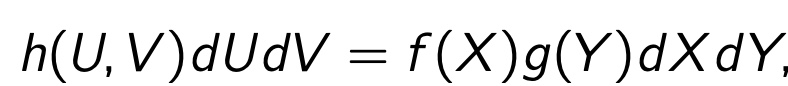 h(U, V)dUdV = f(X)g(Y)dXdY,